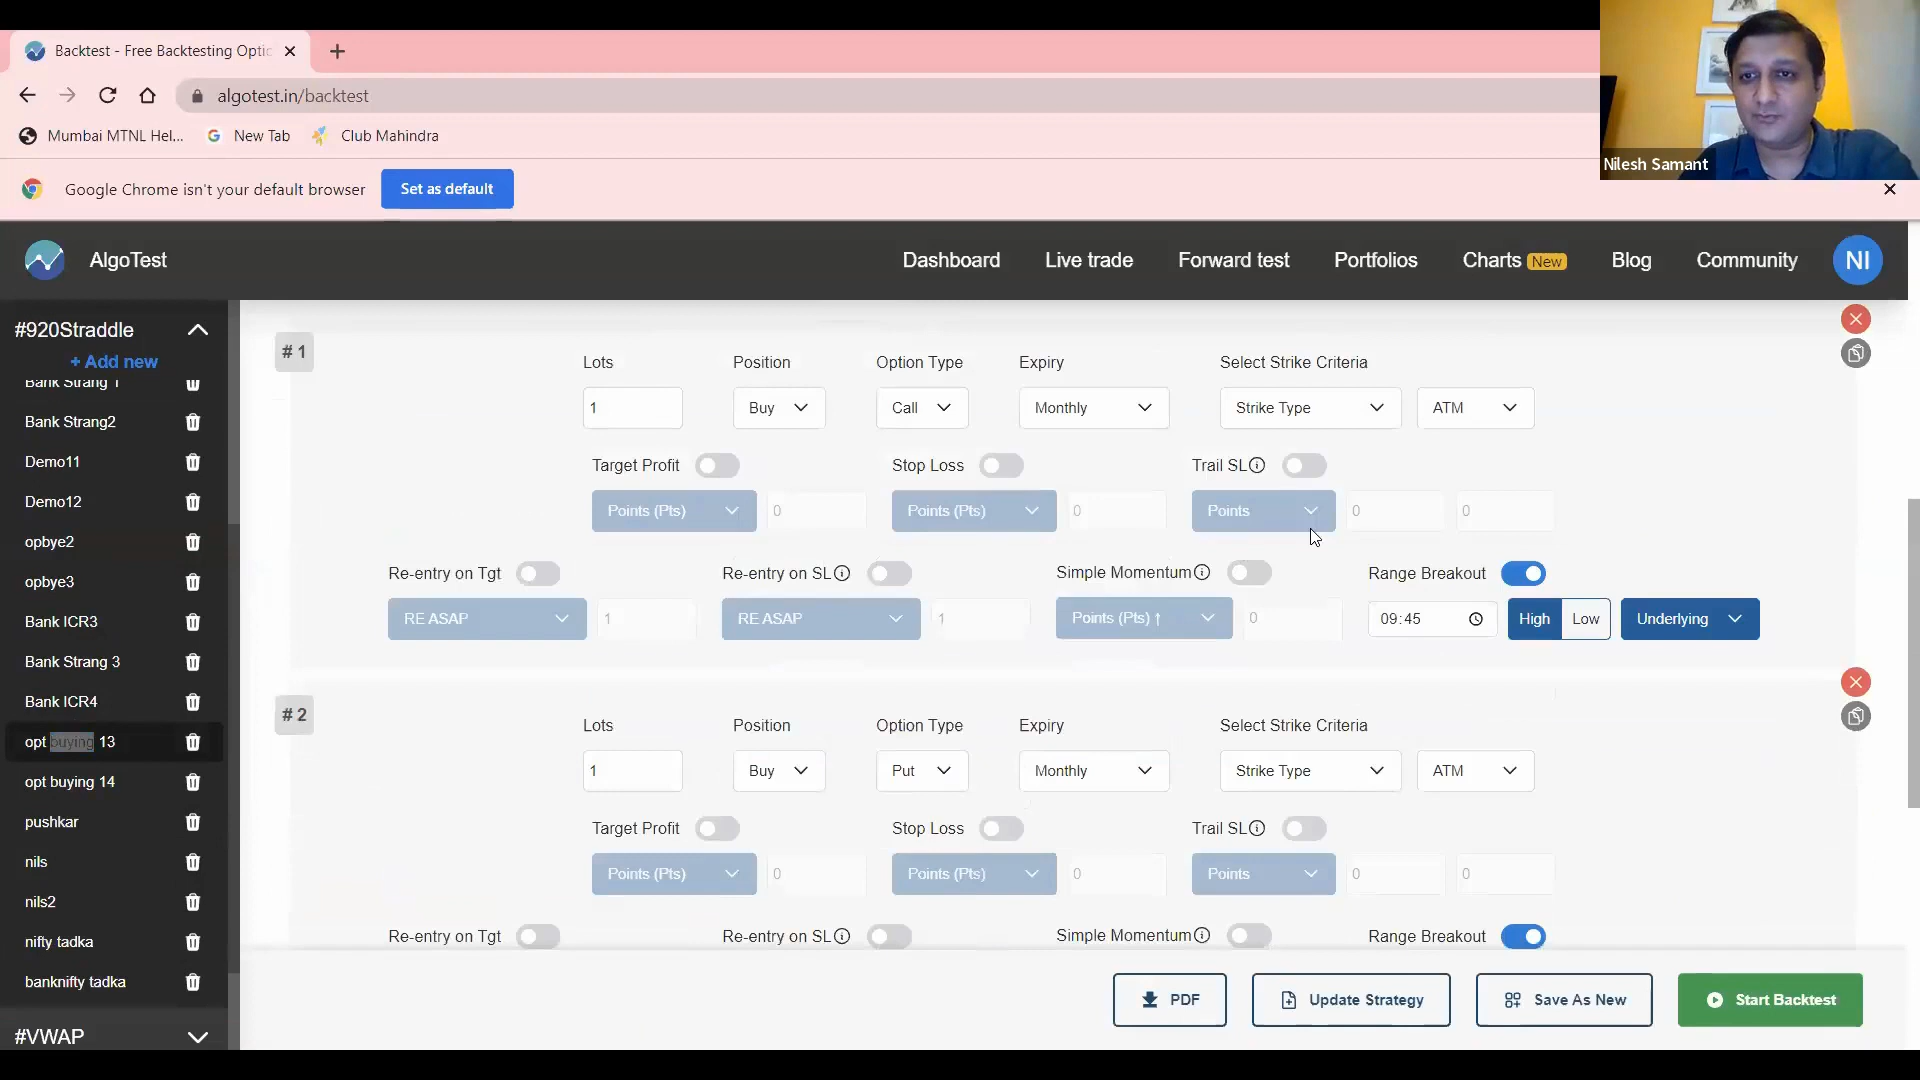 Backtest - Free Backtesting Optic
algotest.in/backtest
Mumbai MTNL Hel... New Tab Club Mahindra
Nilesh Samant
Google Chrome isn't your default browser Set as default
AlgoTest Dashboard Live trade Forward test Portfolios Charts New Blog Community NI
#920Straddle
+ Add new
Bank Strang 1
Bank Strang2
Demo11
Demo12
opbye2
opbye3
Bank ICR3
Bank Strang 3
Bank ICR4
opt buying 13
opt buying 14
pushkar
nils
nils2
nifty tadka
banknifty tadka
#VWAP
# 1
Lots Position Option Type Expiry Select Strike Criteria
1 Buy Call Monthly Strike Type ATM
Target Profit Stop Loss Trail SL
Points (Pts) 0 Points (Pts) 0 Points 0 0
Re-entry on Tgt Re-entry on SL Simple Momentum Range Breakout
RE ASAP 1 RE ASAP 1 Points (Pts) ↑ 0 09:45 High Low Underlying
# 2
Lots Position Option Type Expiry Select Strike Criteria
1 Buy Put Monthly Strike Type ATM
Target Profit Stop Loss Trail SL
Points (Pts) 0 Points (Pts) 0 Points 0 0
Re-entry on Tgt Re-entry on SL Simple Momentum Range Breakout
PDF Update Strategy Save As New Start Backtest